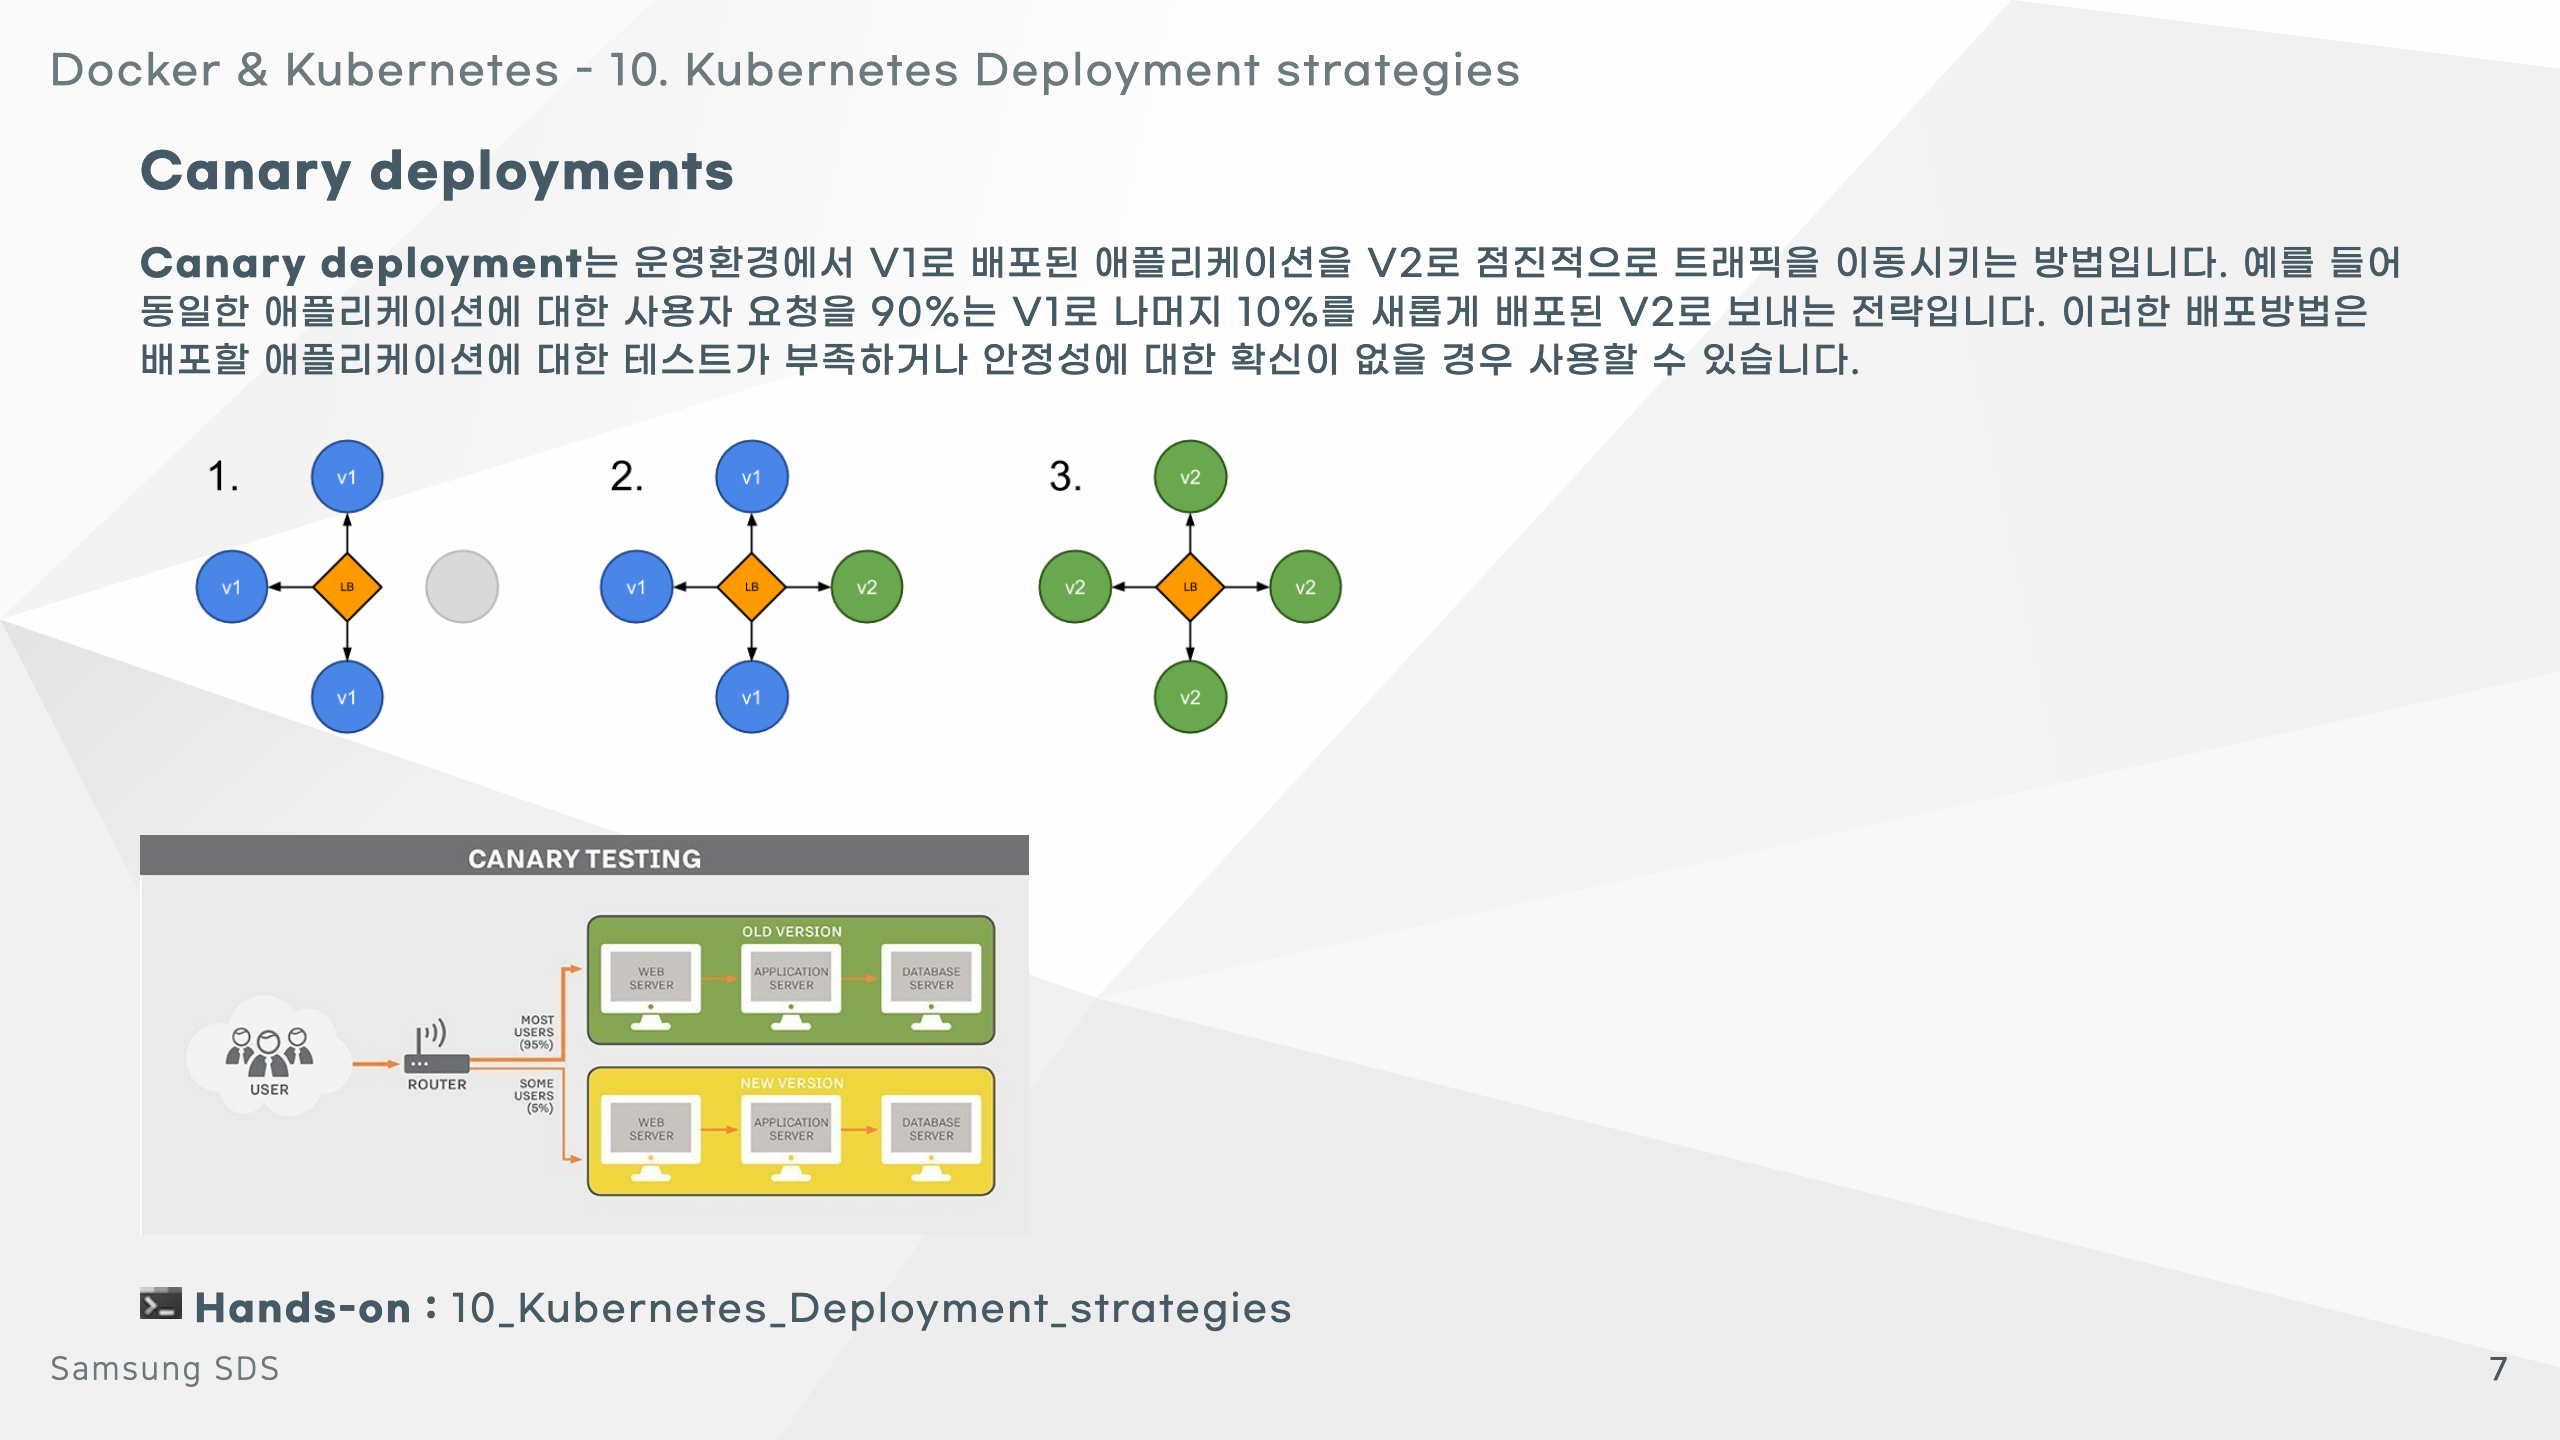 Docker & Kubernetes - 10. Kubernetes Deployment strategies
Canary deployments
Canary deployment는 운영환경에서 V1로 배포된 애플리케이션을 V2로 점진적으로 트래픽을 이동시키는 방법입니다. 예를 들어
동일한 애플리케이션에 대한 사용자 요청을 90%는 V1로 나머지 10%를 새롭게 배포된 V2로 보내는 전략입니다. 이러한 배포방법은
배포할 애플리케이션에 대한 테스트가 부족하거나 안정성에 대한 확신이 없을 경우 사용할 수 있습니다.
1.
v1
v1
LB
v1
2.
v1
v1
LB
v2
v1
3.
v2
v2
LB
v2
v2
CANARY TESTING
USER
ROUTER
MOST
USERS
(95%)
SOME
USERS
(5%)
OLD VERSION
WEB
SERVER
APPLICATION
SERVER
DATABASE
SERVER
NEW VERSION
WEB
SERVER
APPLICATION
SERVER
DATABASE
SERVER
Hands-on : 10_Kubernetes_Deployment_strategies
Samsung SDS
7